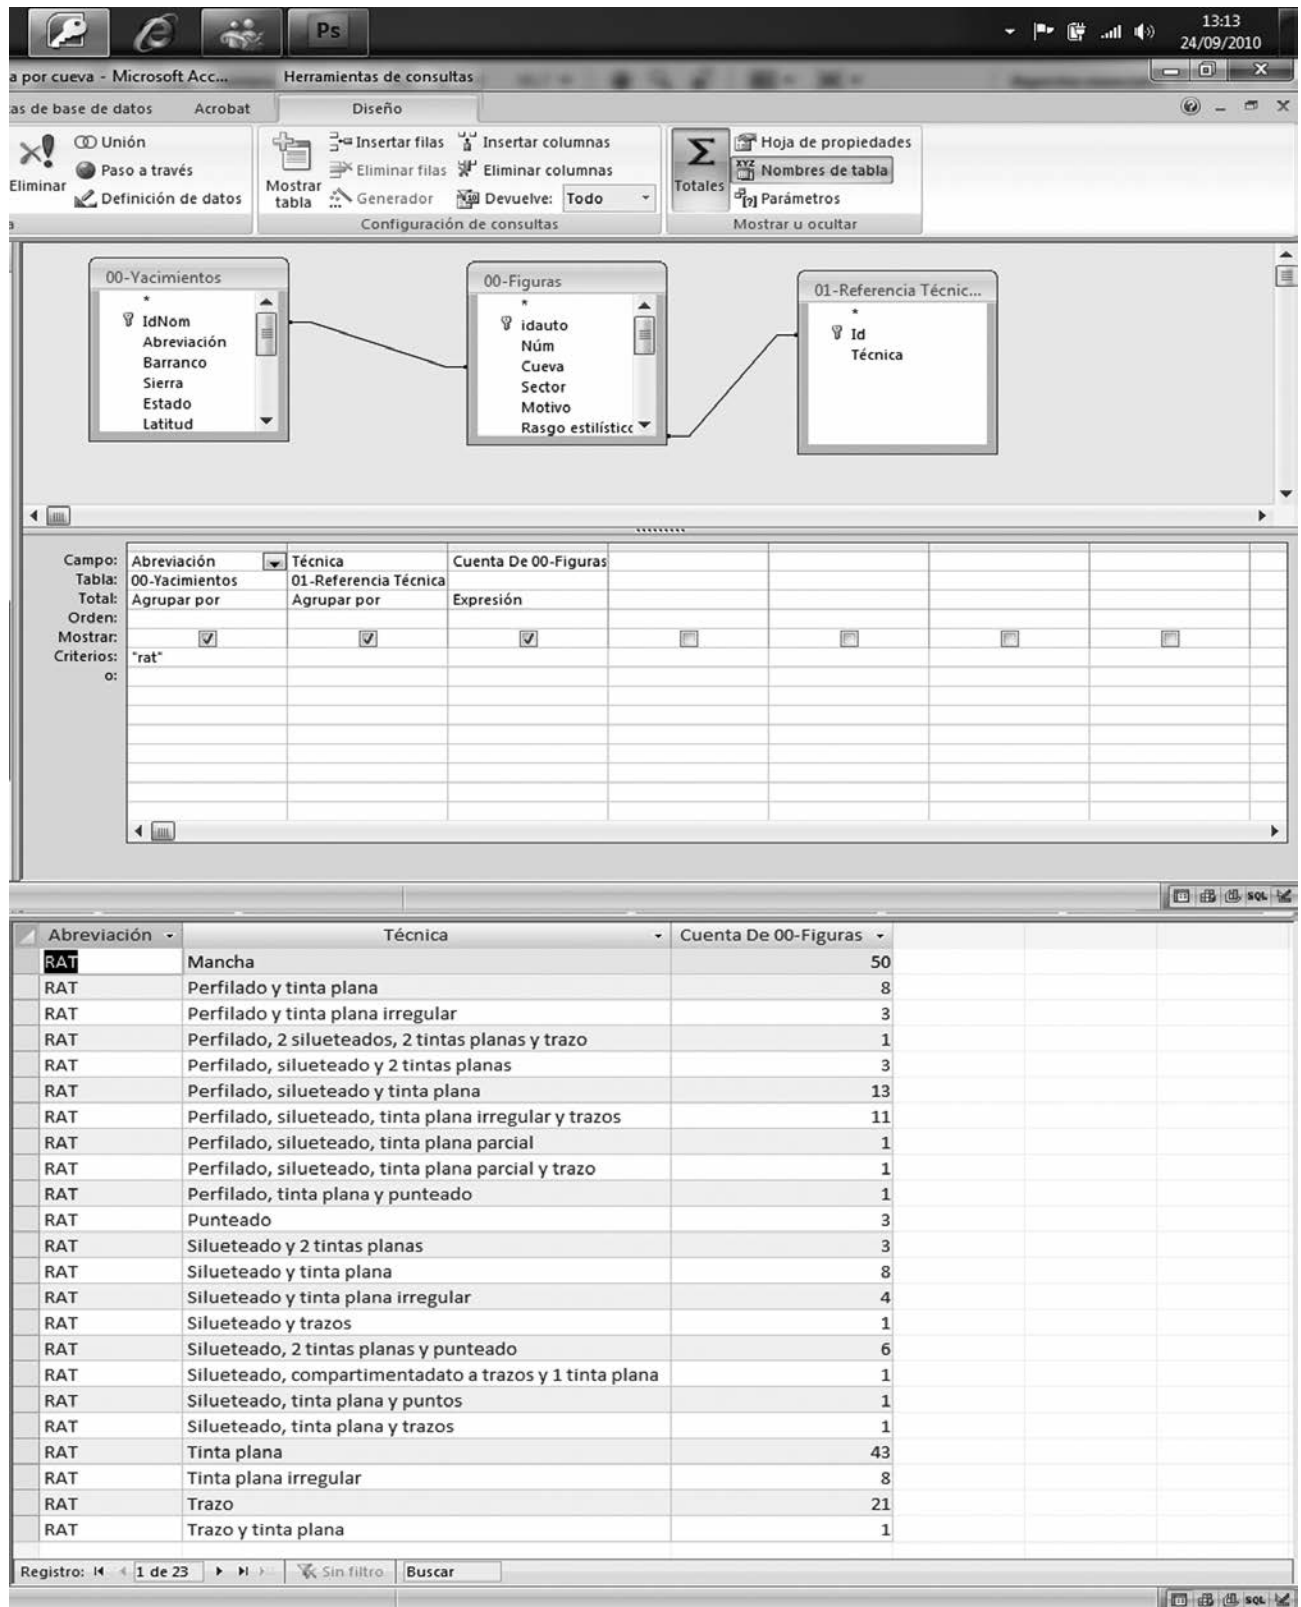 Ps
13:13
24/09/2010
a por cueva - Microsoft Acc...
Herramientas de consultas
as de base de datos
Acrobat
Diseño
Eliminar
Unión
Paso a través
Definición de datos
Mostrar tabla
Insertar filas
Eliminar filas
Generador
Insertar columnas
Eliminar columnas
Devuelve: Todo
Configuración de consultas
Totales
Hoja de propiedades
Nombres de tabla
Parámetros
Mostrar u ocultar
00-Yacimientos
*
IdNom
Abreviación
Barranco
Sierra
Estado
Latitud
00-Figuras
*
idauto
Núm
Cueva
Sector
Motivo
Rasgo estilístico
01-Referencia Técnic...
*
Id
Técnica
Campo: Abreviación Técnica Cuenta De 00-Figuras
Tabla: 00-Yacimientos 01-Referencia Técnica
Total: Agrupar por Agrupar por Expresión
Orden:
Mostrar:
Criterios: "rat"
o:
SQL
Abreviación Técnica Cuenta De 00-Figuras
RAT Mancha 50
RAT Perfilado y tinta plana 8
RAT Perfilado y tinta plana irregular 3
RAT Perfilado, 2 silueteados, 2 tintas planas y trazo 1
RAT Perfilado, silueteado y 2 tintas planas 3
RAT Perfilado, silueteado y tinta plana 13
RAT Perfilado, silueteado, tinta plana irregular y trazos 11
RAT Perfilado, silueteado, tinta plana parcial 1
RAT Perfilado, silueteado, tinta plana parcial y trazo 1
RAT Perfilado, tinta plana y punteado 1
RAT Punteado 3
RAT Silueteado y 2 tintas planas 3
RAT Silueteado y tinta plana 8
RAT Silueteado y tinta plana irregular 4
RAT Silueteado y trazos 1
RAT Silueteado, 2 tintas planas y punteado 6
RAT Silueteado, compartimentadato a trazos y 1 tinta plana 1
RAT Silueteado, tinta plana y puntos 1
RAT Silueteado, tinta plana y trazos 1
RAT Tinta plana 43
RAT Tinta plana irregular 8
RAT Trazo 21
RAT Trazo y tinta plana 1
Registro: 1 de 23 Sin filtro Buscar
SQL